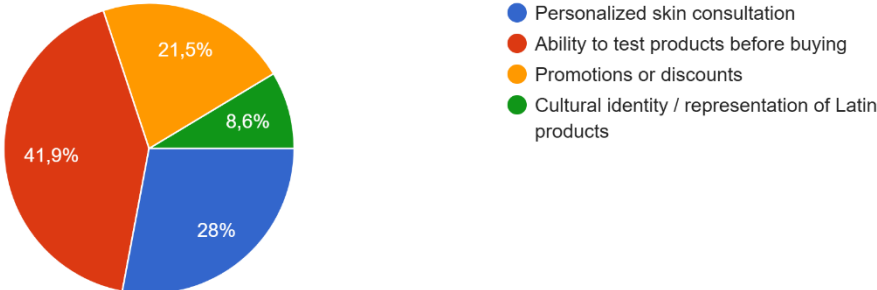 Personalized skin consultation
Ability to test products before buying
Promotions or discounts
Cultural identity / representation of Latin
products
21,5%
8,6%
41,9%
28%